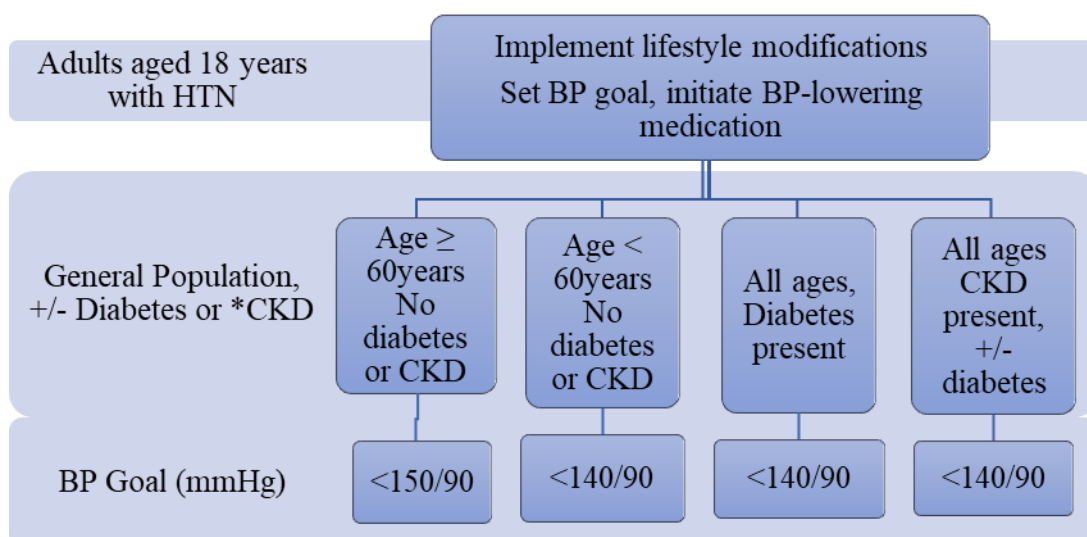 Adults aged 18 years
with HTN
Implement lifestyle modifications
Set BP goal, initiate BP-lowering
medication
General Population,
+/- Diabetes or *CKD
Age ≥
60years
No
diabetes
or CKD
Age <
60years
No
diabetes
or CKD
All ages,
Diabetes
present
All ages
CKD
present,
+/-
diabetes
BP Goal (mmHg)
<150/90
<140/90
<140/90
<140/90